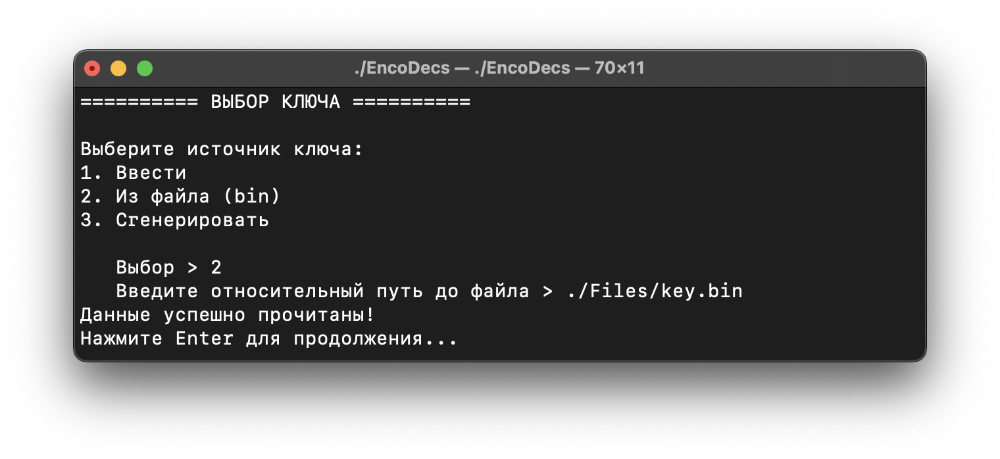 ./EncoDecs — ./EncoDecs — 70×11
========== ВЫБОР КЛЮЧА ==========
Выберите источник ключа:
1. Ввести
2. Из файла (bin)
3. Сгенерировать
Выбор > 2
Введите относительный путь до файла > ./Files/key.bin
Данные успешно прочитаны!
Нажмите Enter для продолжения...